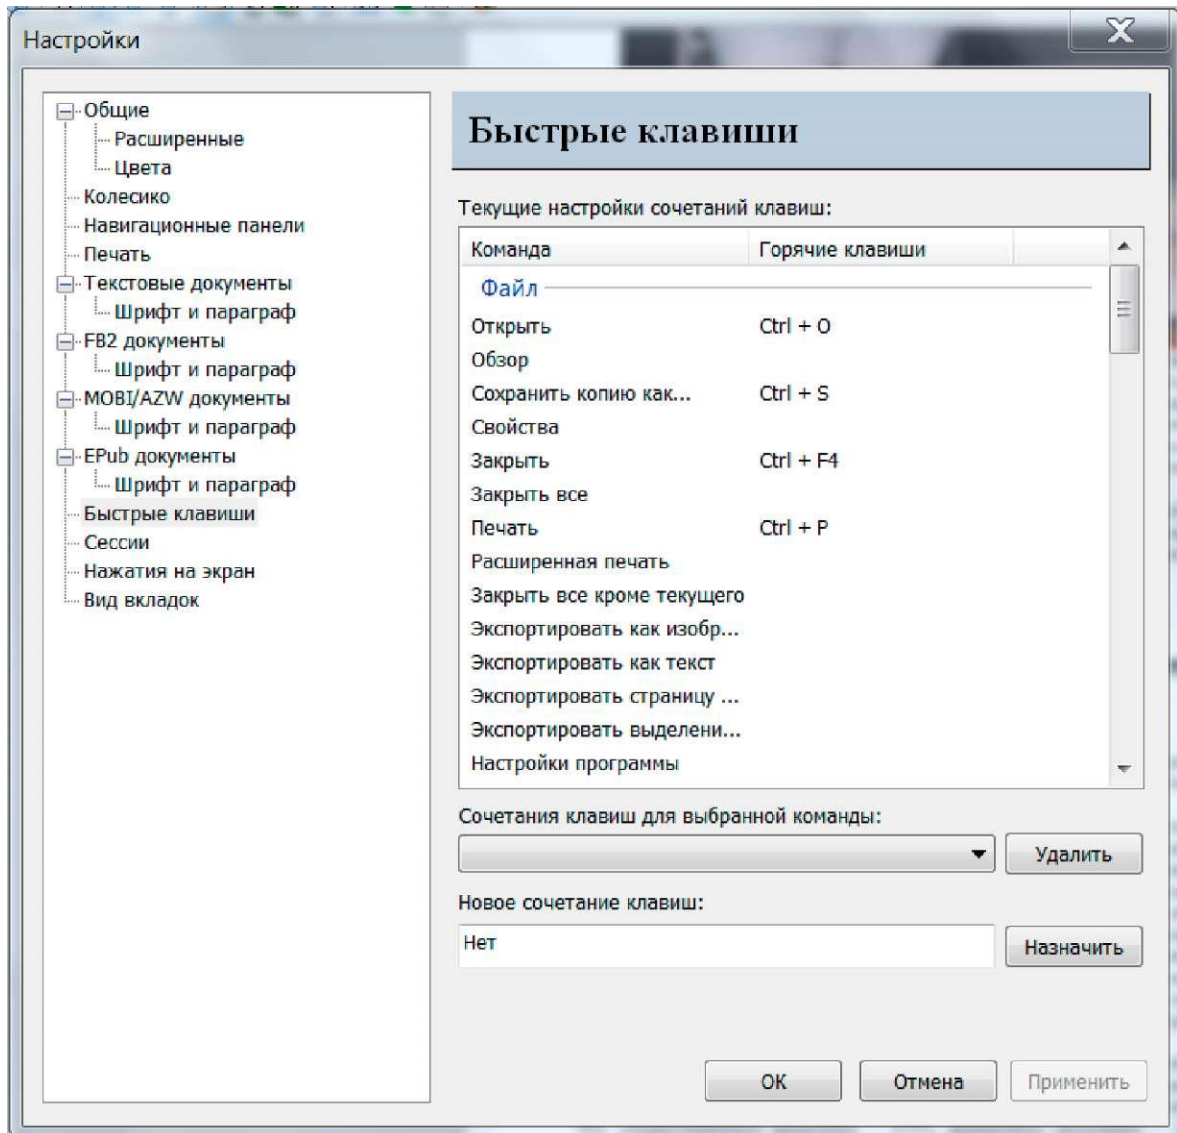 Настройки
Общие
Расширенные
Цвета
Колесико
Навигационные панели
Печать
Текстовые документы
Шрифт и параграф
FB2 документы
Шрифт и параграф
MOBI/AZW документы
Шрифт и параграф
EPub документы
Шрифт и параграф
Быстрые клавиши
Сессии
Нажатия на экран
Вид вкладок
Быстрые клавиши
Текущие настройки сочетаний клавиш:
Команда Горячие клавиши
Файл
Открыть Ctrl + O
Обзор
Сохранить копию как... Ctrl + S
Свойства
Закрыть Ctrl + F4
Закрыть все
Печать Ctrl + P
Расширенная печать
Закрыть все кроме текущего
Экспортировать как изобр...
Экспортировать как текст
Экспортировать страницу ...
Экспортировать выделени...
Настройки программы
Сочетания клавиш для выбранной команды:
Удалить
Новое сочетание клавиш:
Нет
Назначить
ОК Отмена Применить